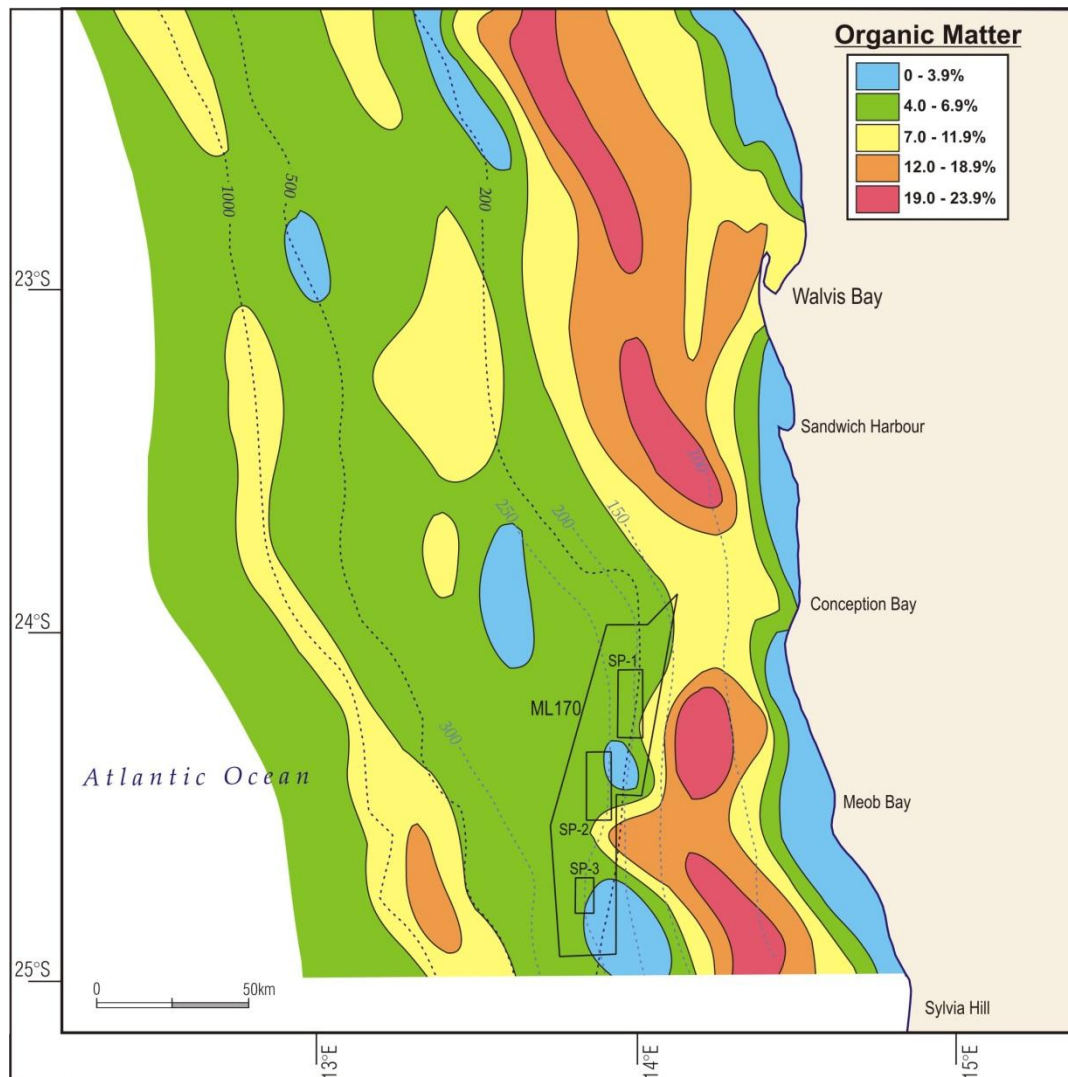 Organic Matter
0 - 3.9%
4.0 - 6.9%
7.0 - 11.9%
12.0 - 18.9%
19.0 - 23.9%
1000
500
200
23°S
Walvis Bay
Sandwich Harbour
100
250
200
150
24°S
Conception Bay
SP-1
ML170
300
Atlantic Ocean
Meob Bay
SP-2
SP-3
25°S
0 50km
Sylvia Hill
13°E
14°E
15°E